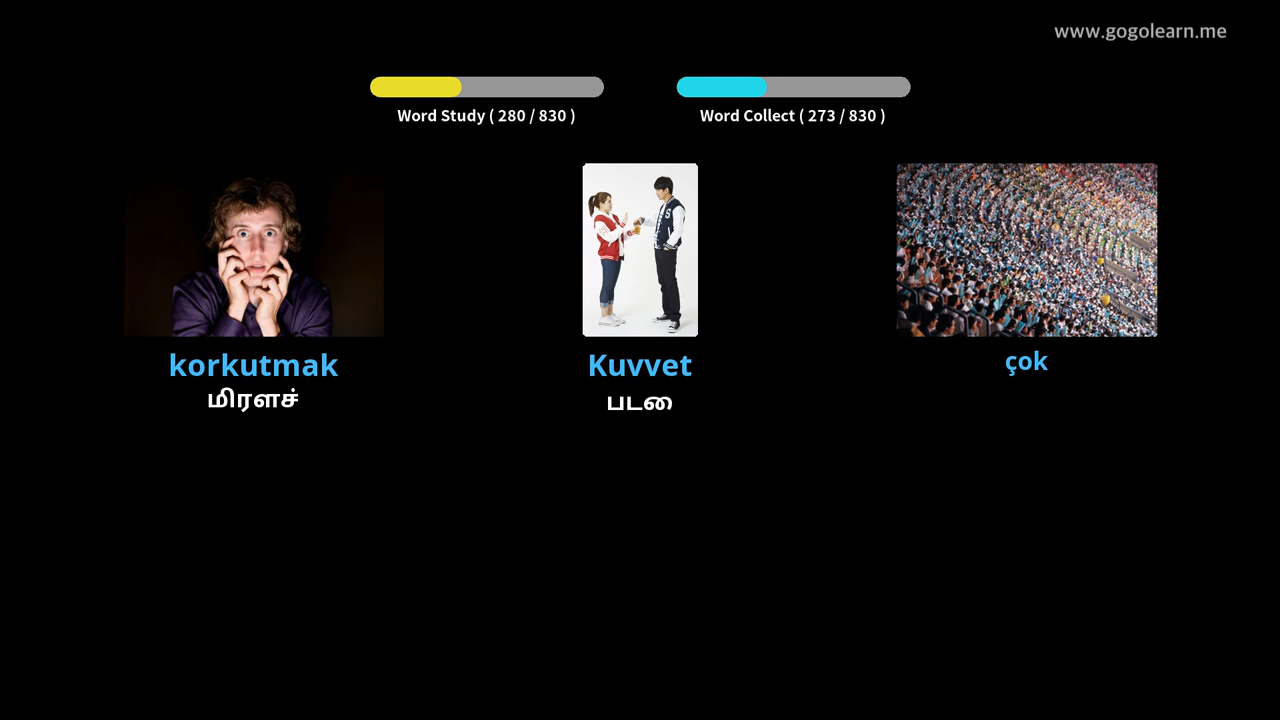 www.gogolearn.me
Word Study ( 280 / 830 )
Word Collect ( 273 / 830 )
korkutmak
மிரளச்
Kuvvet
படை
çok